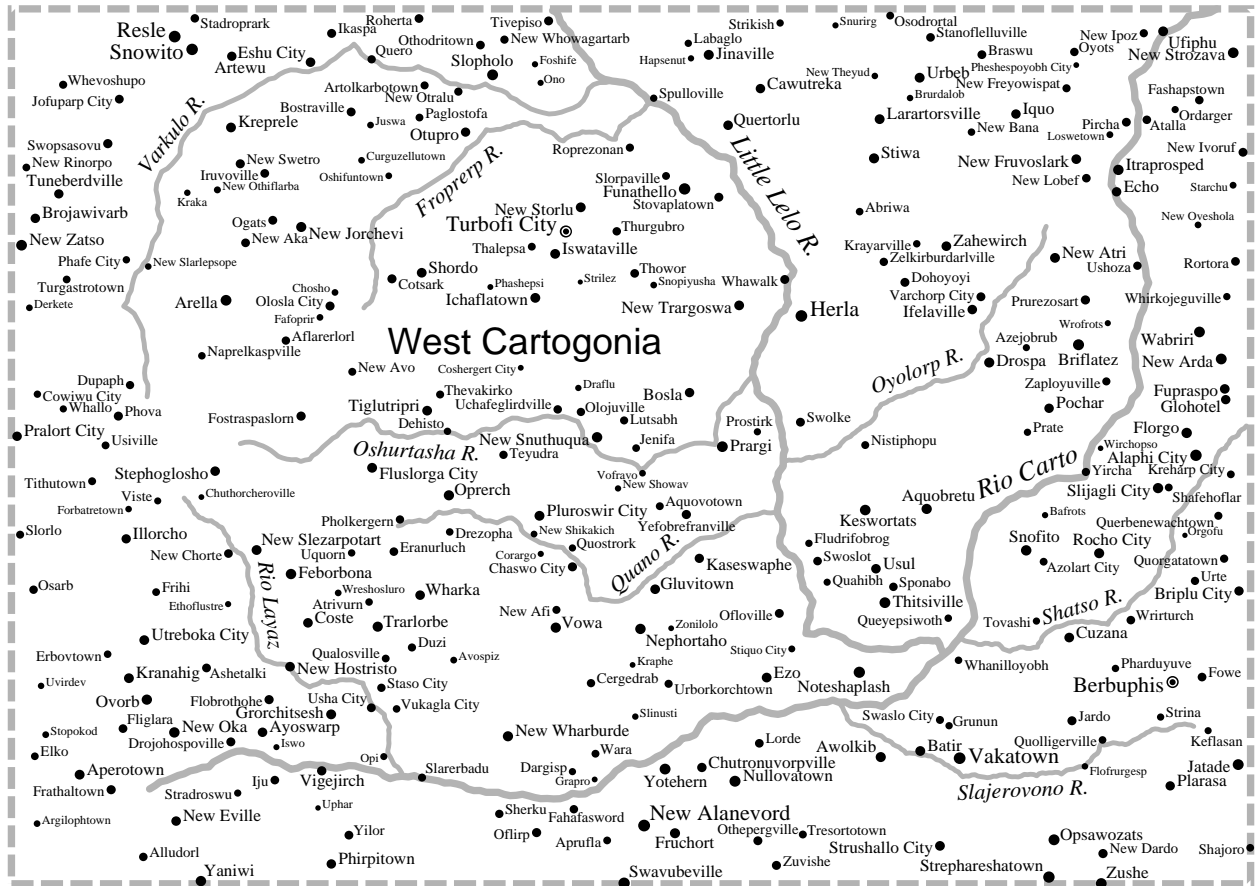 Resle
Stadroprark
Roherta
Tivepiso
Strikish
Snurirg
Osodrortal
Stanoflelluville
New Ipoz
Ufiphu
Snowito
Ikaspa
Othodritown
New Whowagartarb
Labaglo
Oyots
New Strozava
Eshu City
Artewu
Quero
Slopholo
Foshife
Hapsenut
Jinaville
Braswu
Pheshespoyobh City
Whevoshupo
Ono
New Theyud
Urbeb
New Freyowispat
Jofuparp City
Artolkarbotown
New Otralu
Spulloville
Cawutreka
Brurdalob
Fashapstown
Varkulo R.
Bostraville
Juswa
Paglostofa
Quertorlu
Larartorsville
Iquo
Pircha
Ordarger
Kreprele
Otupro
New Bana
Loswetown
Atalla
Swopsasovu
Roprezonan
Little Lelo R.
Stiwa
New Fruvoslark
New Ivoruf
New Rinorpo
New Swetro
Curguzellutown
Froprerp R.
Itraprosped
Tuneberdville
Iruvoville
Oshifuntown
Slorpaville
New Lobef
Echo
Starchu
Kraka
New Othiflarba
Funathello
Stovaplatown
Brojawivarb
Ogats
New Jorchevi
New Storlu
Turbofi City
Thurgubro
Abriwa
New Oveshola
New Zatso
New Aka
Thalepsa
Iswataville
Krayarville
Zahewirch
New Atri
Phafe City
New Slarlepsope
Zelkirburdarlville
Ushoza
Rortora
Turgastrotown
Shordo
Cotsark
Phashepsi
Strilez
Thowor
Snopiyusha
Whawalk
Dohoyoyi
Derkete
Arella
Chosho
Olosla City
Ichaflatown
New Trargoswa
Herla
Varchorp City
Ifelaville
Prurezosart
Whirkojeguville
Fafoprir
Wrofrots
Aflarerlorl
West Cartogonia
Azejobrub
Briflatez
Wabriri
Naprelkaspville
Oyolorp R.
Drospa
New Arda
New Avo
Coshergert City
Dupaph
Draflu
Zaployuville
Fupraspo
Cowiwu City
Thevakirko
Uchafeglirdville
Olojuville
Bosla
Pochar
Glohotel
Whallo
Phova
Fostraspaslorn
Tiglutripri
Dehisto
Lutsabh
Prostirk
Swolke
Prate
Florgo
Pralort City
Usiville
Oshurtasha R.
New Snuthuqua
Teyudra
Jenifa
Prargi
Nistiphopu
Wirchopso
Alaphi City
Stephoglosho
Fluslorga City
Vofravo
Rio Carto
Yircha
Kreharp City
Tithutown
Chuthorcheroville
Oprerch
New Showav
Aquobretu
Slijagli City
Shafehoflar
Viste
Forbatretown
Pholkergern
Pluroswir City
Aquovotown
Yefobrefranville
Keswortats
Bafrots
Querbenewachtown
Slorlo
Illorcho
New Slezarpotart
Drezopha
New Shikakich
Fludrifobrog
Snofito
Rocho City
Orgofu
New Chorte
Uquorn
Eranurluch
Corargo
Quostrork
Quano R.
Kaseswaphe
Swoslot
Usul
Azolart City
Quorgatatown
Rio Layaz
Feborbona
Chaswo City
Gluvitown
Quahibh
Sponabo
Urte
Osarb
Frihi
Wreshosluro
Wharka
Thitsiville
Shatso R.
Briplu City
Ethoflustre
Atrivurn
Coste
New Afi
Ofloville
Queyepsiwoth
Tovashi
Wrirturch
Utreboka City
Trarlorbe
Vowa
Zonilolo
Nephortaho
Cuzana
Erbovtown
Qualosville
Duzi
Avospiz
Kraphe
Stiquo City
Whanilloyobh
Kranahig
Ashetalki
New Hostristo
Cergedrab
Urborkorchtown
Ezo
Noteshaplash
Pharduyuve
Fowe
Uvirdev
Staso City
Berbuphis
Ovorb
Flobrothohe
Usha City
Vukagla City
Slinusti
Swaslo City
Grorchitsesh
Grunun
Jardo
Strina
Fliglara
New Oka
Ayoswarp
Stopokod
Drojohospoville
Iswo
New Wharburde
Lorde
Quolligerville
Keflasan
Elko
Opi
Wara
Awolkib
Batir
Vakatown
Aperotown
Vigejirch
Slarerbadu
Dargisp
Grapro
Yotehern
Chutronuvorpville
Nullovatown
Flofrurgesp
Jatade
Frathaltown
Stradroswu
Iju
Slajerovono R.
Plarasa
Uphar
Sherku
Fahafasword
Argilophtown
New Eville
Yilor
Oflirp
New Alanevord
Aprufla
Fruchort
Othepergville
Tresortotown
Strushallo City
Opsawozats
Alludorl
Phirpitown
Zuvishe
New Dardo
Shajoro
Yaniwi
Swavubeville
Strephareshatown
Zushe